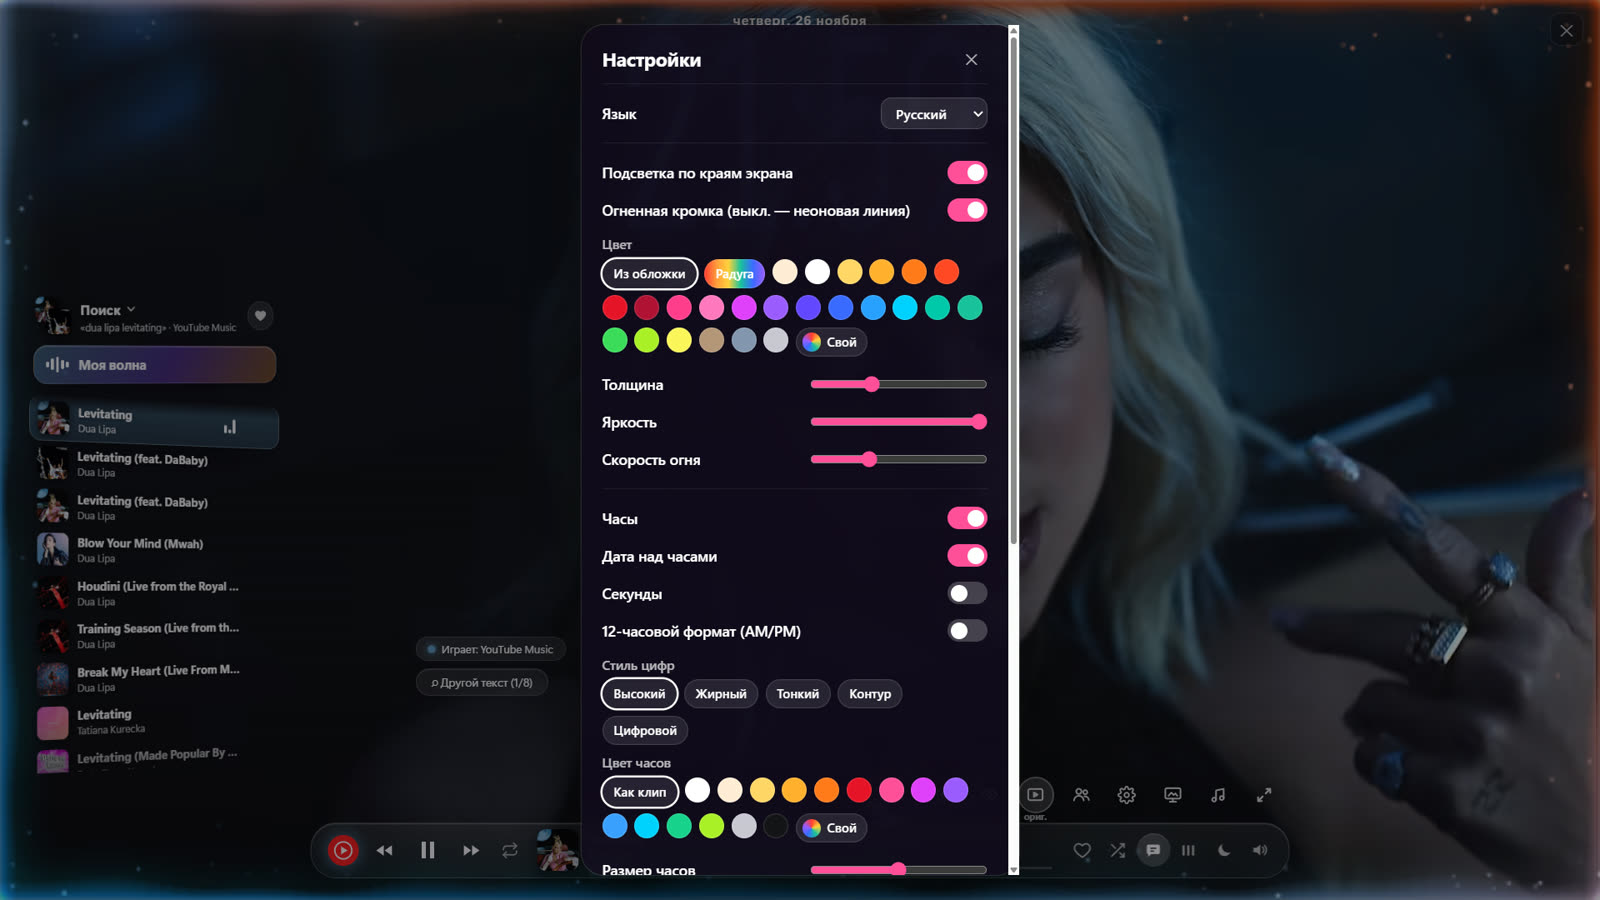 четверг, 26 ноября
Настройки
Язык
Русский
Подсветка по краям экрана
Огненная кромка (выкл. — неоновая линия)
Цвет
Из обложки
Радуга
Свой
Толщина
Яркость
Скорость огня
Часы
Дата над часами
Секунды
12-часовой формат (AM/PM)
Стиль цифр
Высокий
Жирный
Тонкий
Контур
Цифровой
Цвет часов
Как клип
Свой
Размер часов
Поиск
«dua lipa levitating» · YouTube Music
Моя волна
Levitating
Dua Lipa
Levitating (feat. DaBaby)
Dua Lipa
Levitating (feat. DaBaby)
Dua Lipa
Blow Your Mind (Mwah)
Dua Lipa
Houdini (Live from the Royal ...
Dua Lipa
Training Season (Live from th...
Dua Lipa
Break My Heart (Live From M...
Dua Lipa
Levitating
Tatiana Kurecka
Levitating (Made Popular By ...
Играет: YouTube Music
Другой текст (1/8)
ориг.